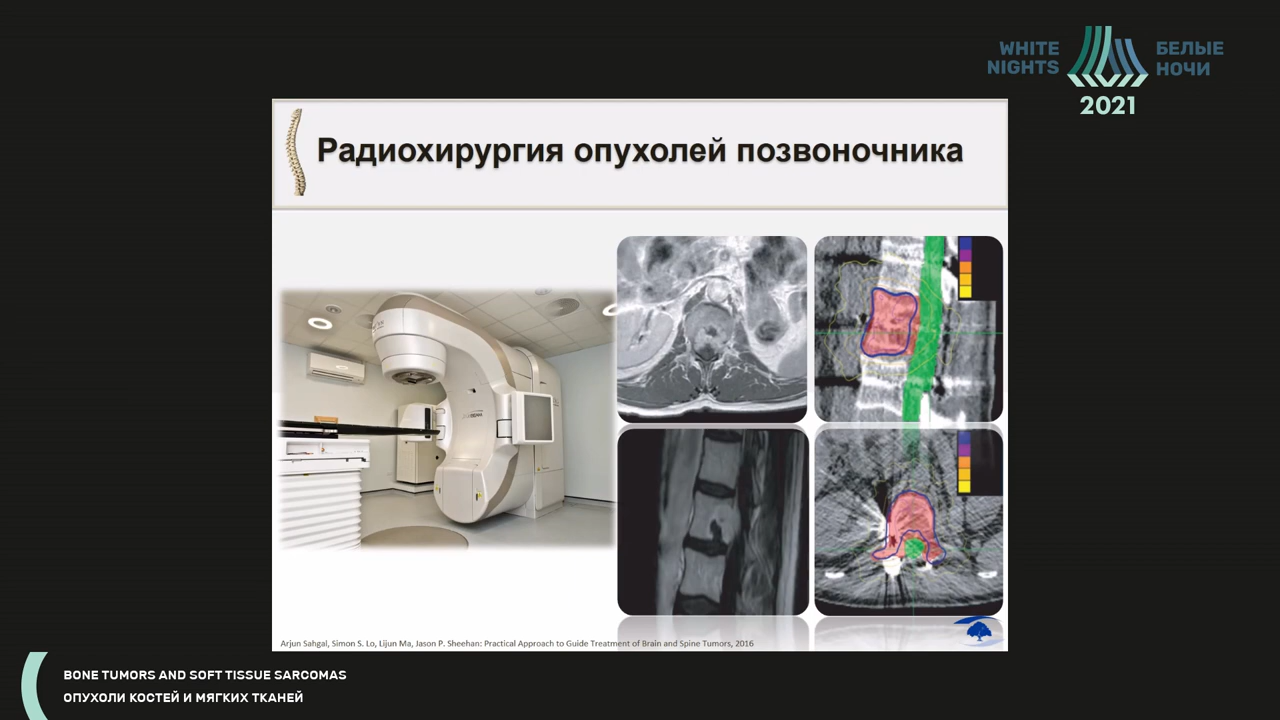 WHITE
NIGHTS
БЕЛЫЕ
НОЧИ
2021
Радиохирургия опухолей позвоночника
Arjun Sahgal, Simon S. Lo, Lijun Ma, Jason P. Sheehan: Practical Approach to Guide Treatment of Brain and Spine Tumors, 2016
BONE TUMORS AND SOFT TISSUE SARCOMAS
ОПУХОЛИ КОСТЕЙ И МЯГКИХ ТКАНЕЙ